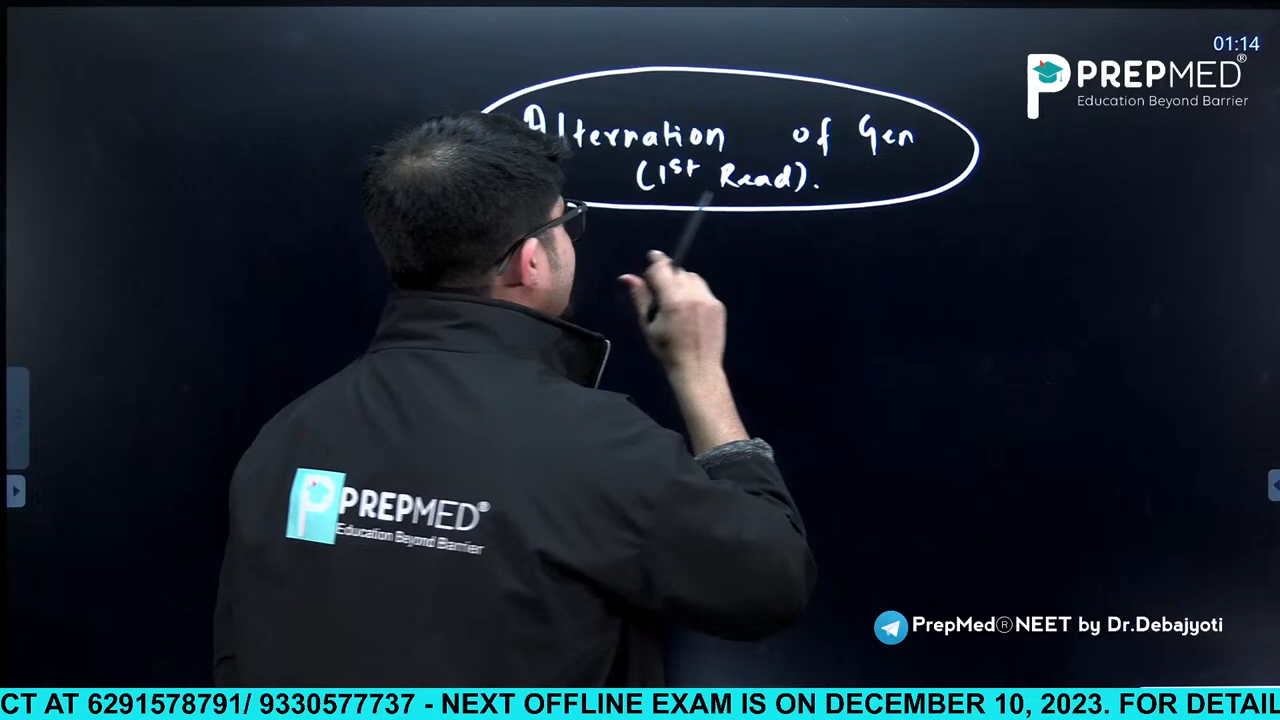 01:14
PREPMED®
Education Beyond Barrier
Alternation of Gen
(1st Read).
PREPMED®
Education Beyond Barrier
PrepMed®NEET by Dr.Debajyoti
CT AT 6291578791/ 9330577737 - NEXT OFFLINE EXAM IS ON DECEMBER 10, 2023. FOR DETAIL